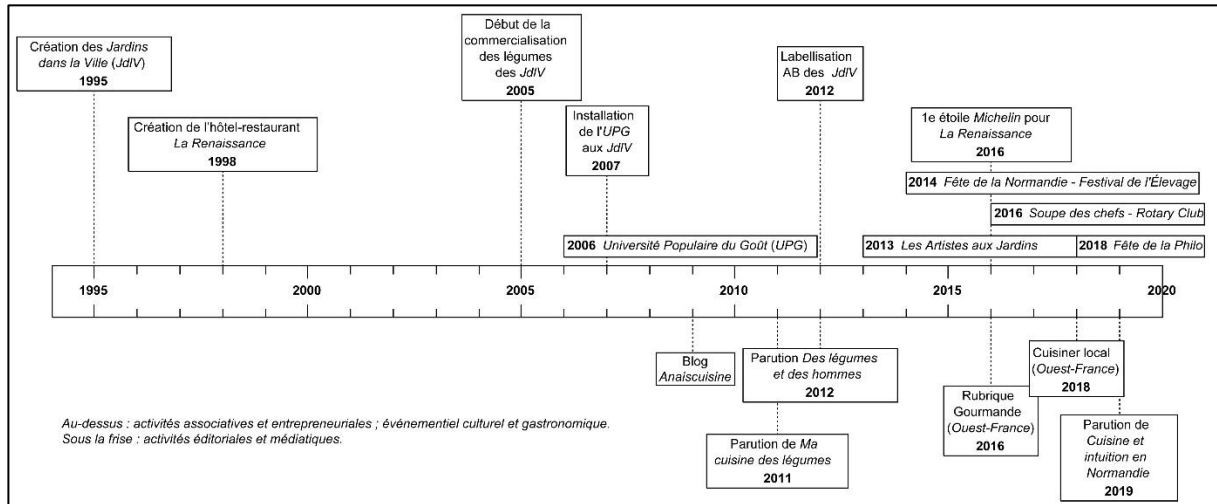 Création des Jardins
dans la Ville (JdlV)
1995
Création de l'hôtel-restaurant
La Renaissance
1998
Début de la
commercialisation
des légumes
des JdlV
2005
Installation
de l'UPG
aux JdlV
2007
Labellisation
AB des JdlV
2012
1e étoile Michelin pour
La Renaissance
2016
2014 Fête de la Normandie - Festival de l'Élevage
2016 Soupe des chefs - Rotary Club
2006 Université Populaire du Goût (UPG)
2013 Les Artistes aux Jardins
2018 Fête de la Philo
1995 2000 2005 2010 2015 2020
Blog
Anaiscuisine
Parution Des légumes
et des hommes
2012
Parution de Ma
cuisine des légumes
2011
Rubrique
Gourmande
(Ouest-France)
2016
Cuisiner local
(Ouest-France)
2018
Parution de
Cuisine et
intuition en
Normandie
2019
Au-dessus : activités associatives et entrepreneuriales ; événementiel culturel et gastronomique.
Sous la frise : activités éditoriales et médiatiques.